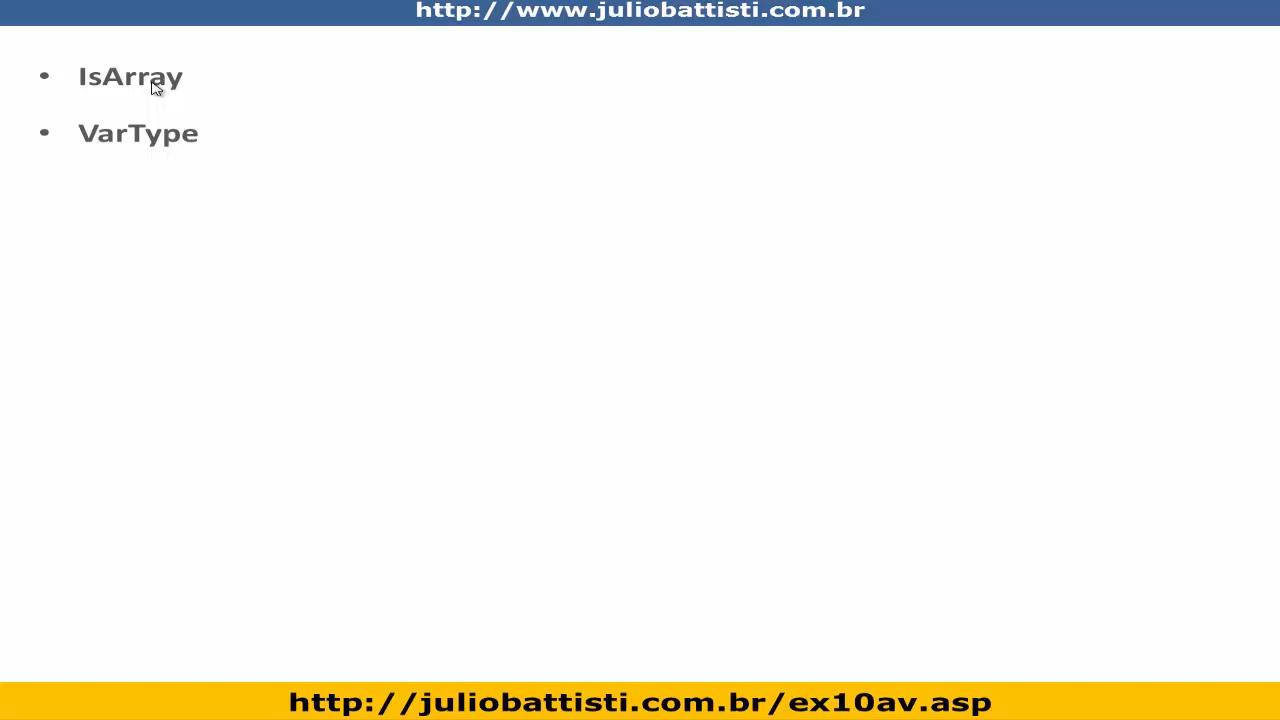 http://www.juliobattisti.com.br
• IsArray
• VarType
http://juliobattisti.com.br/ex10av.asp